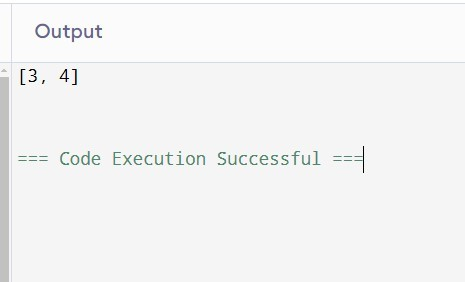 Output
[3, 4]
=== Code Execution Successful ===